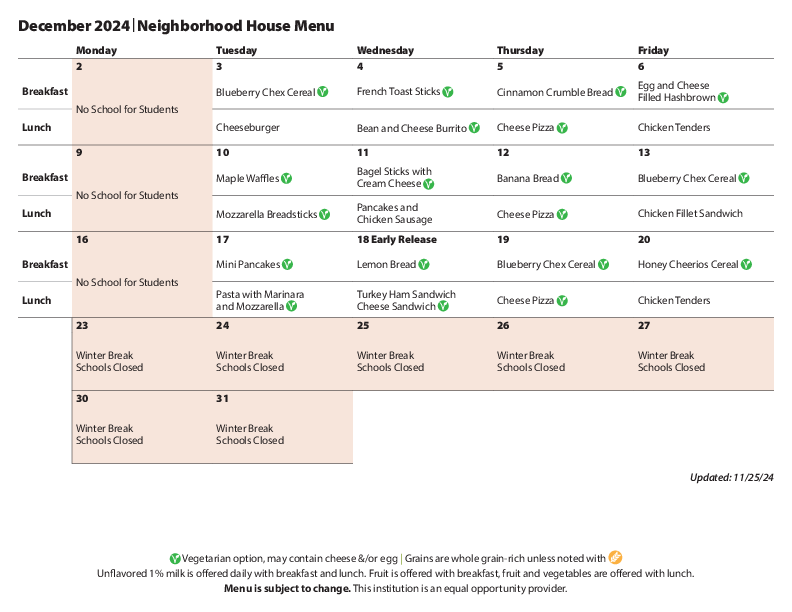 December 2024 | Neighborhood House Menu
Monday Tuesday Wednesday Thursday Friday
2 3 4 5 6
Breakfast
No School for Students
Blueberry Chex Cereal V
French Toast Sticks V
Cinnamon Crumble Bread V
Egg and Cheese
Filled Hashbrown V
Lunch
Cheeseburger
Bean and Cheese Burrito V
Cheese Pizza V
Chicken Tenders
9 10 11 12 13
Breakfast
No School for Students
Maple Waffles V
Bagel Sticks with
Cream Cheese V
Banana Bread V
Blueberry Chex Cereal V
Lunch
Mozzarella Breadsticks V
Pancakes and
Chicken Sausage
Cheese Pizza V
Chicken Fillet Sandwich
16 17 18 Early Release 19 20
Breakfast
No School for Students
Mini Pancakes V
Lemon Bread V
Blueberry Chex Cereal V
Honey Cheerios Cereal V
Lunch
Pasta with Marinara
and Mozzarella V
Turkey Ham Sandwich
Cheese Sandwich V
Cheese Pizza V
Chicken Tenders
23 24 25 26 27
Winter Break
Schools Closed
Winter Break
Schools Closed
Winter Break
Schools Closed
Winter Break
Schools Closed
Winter Break
Schools Closed
30 31
Winter Break
Schools Closed
Winter Break
Schools Closed
Updated: 11/25/24
V Vegetarian option, may contain cheese &/or egg | Grains are whole grain-rich unless noted with
Unflavored 1% milk is offered daily with breakfast and lunch. Fruit is offered with breakfast, fruit and vegetables are offered with lunch.
Menu is subject to change. This institution is an equal opportunity provider.